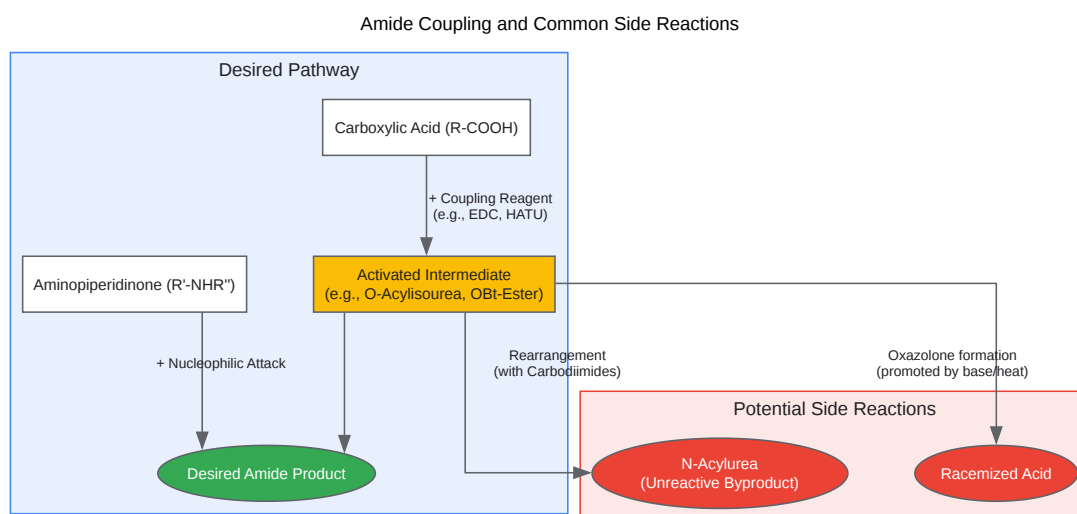 Amide Coupling and Common Side Reactions
Desired Pathway
Carboxylic Acid (R-COOH)
+ Coupling Reagent
(e.g., EDC, HATU)
Aminopiperidinone (R'-NHR'')
Activated Intermediate
(e.g., O-Acylisourea, OBt-Ester)
+ Nucleophilic Attack
Rearrangement
(with Carbodiimides)
Oxazolone formation
(promoted by base/heat)
Potential Side Reactions
Desired Amide Product
N-Acylurea
(Unreactive Byproduct)
Racemized Acid